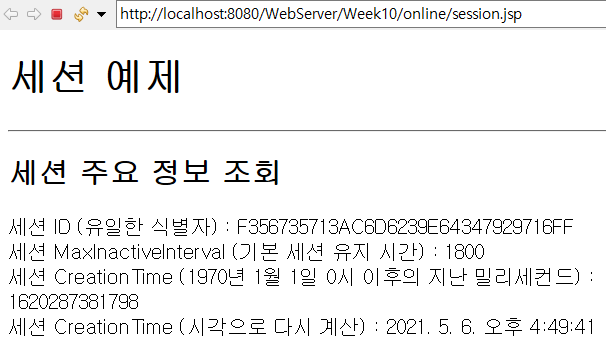 http://localhost:8080/WebServer/Week10/online/session.jsp
세션 예제
세션 주요 정보 조회
세션 ID (유일한 식별자) : F356735713AC6D6239E64347929716FF
세션 MaxInactiveInterval (기본 세션 유지 시간) : 1800
세션 CreationTime (1970년 1월 1일 0시 이후의 지난 밀리세컨드) :
1620287381798
세션 CreationTime (시각으로 다시 계산) : 2021. 5. 6. 오후 4:49:41